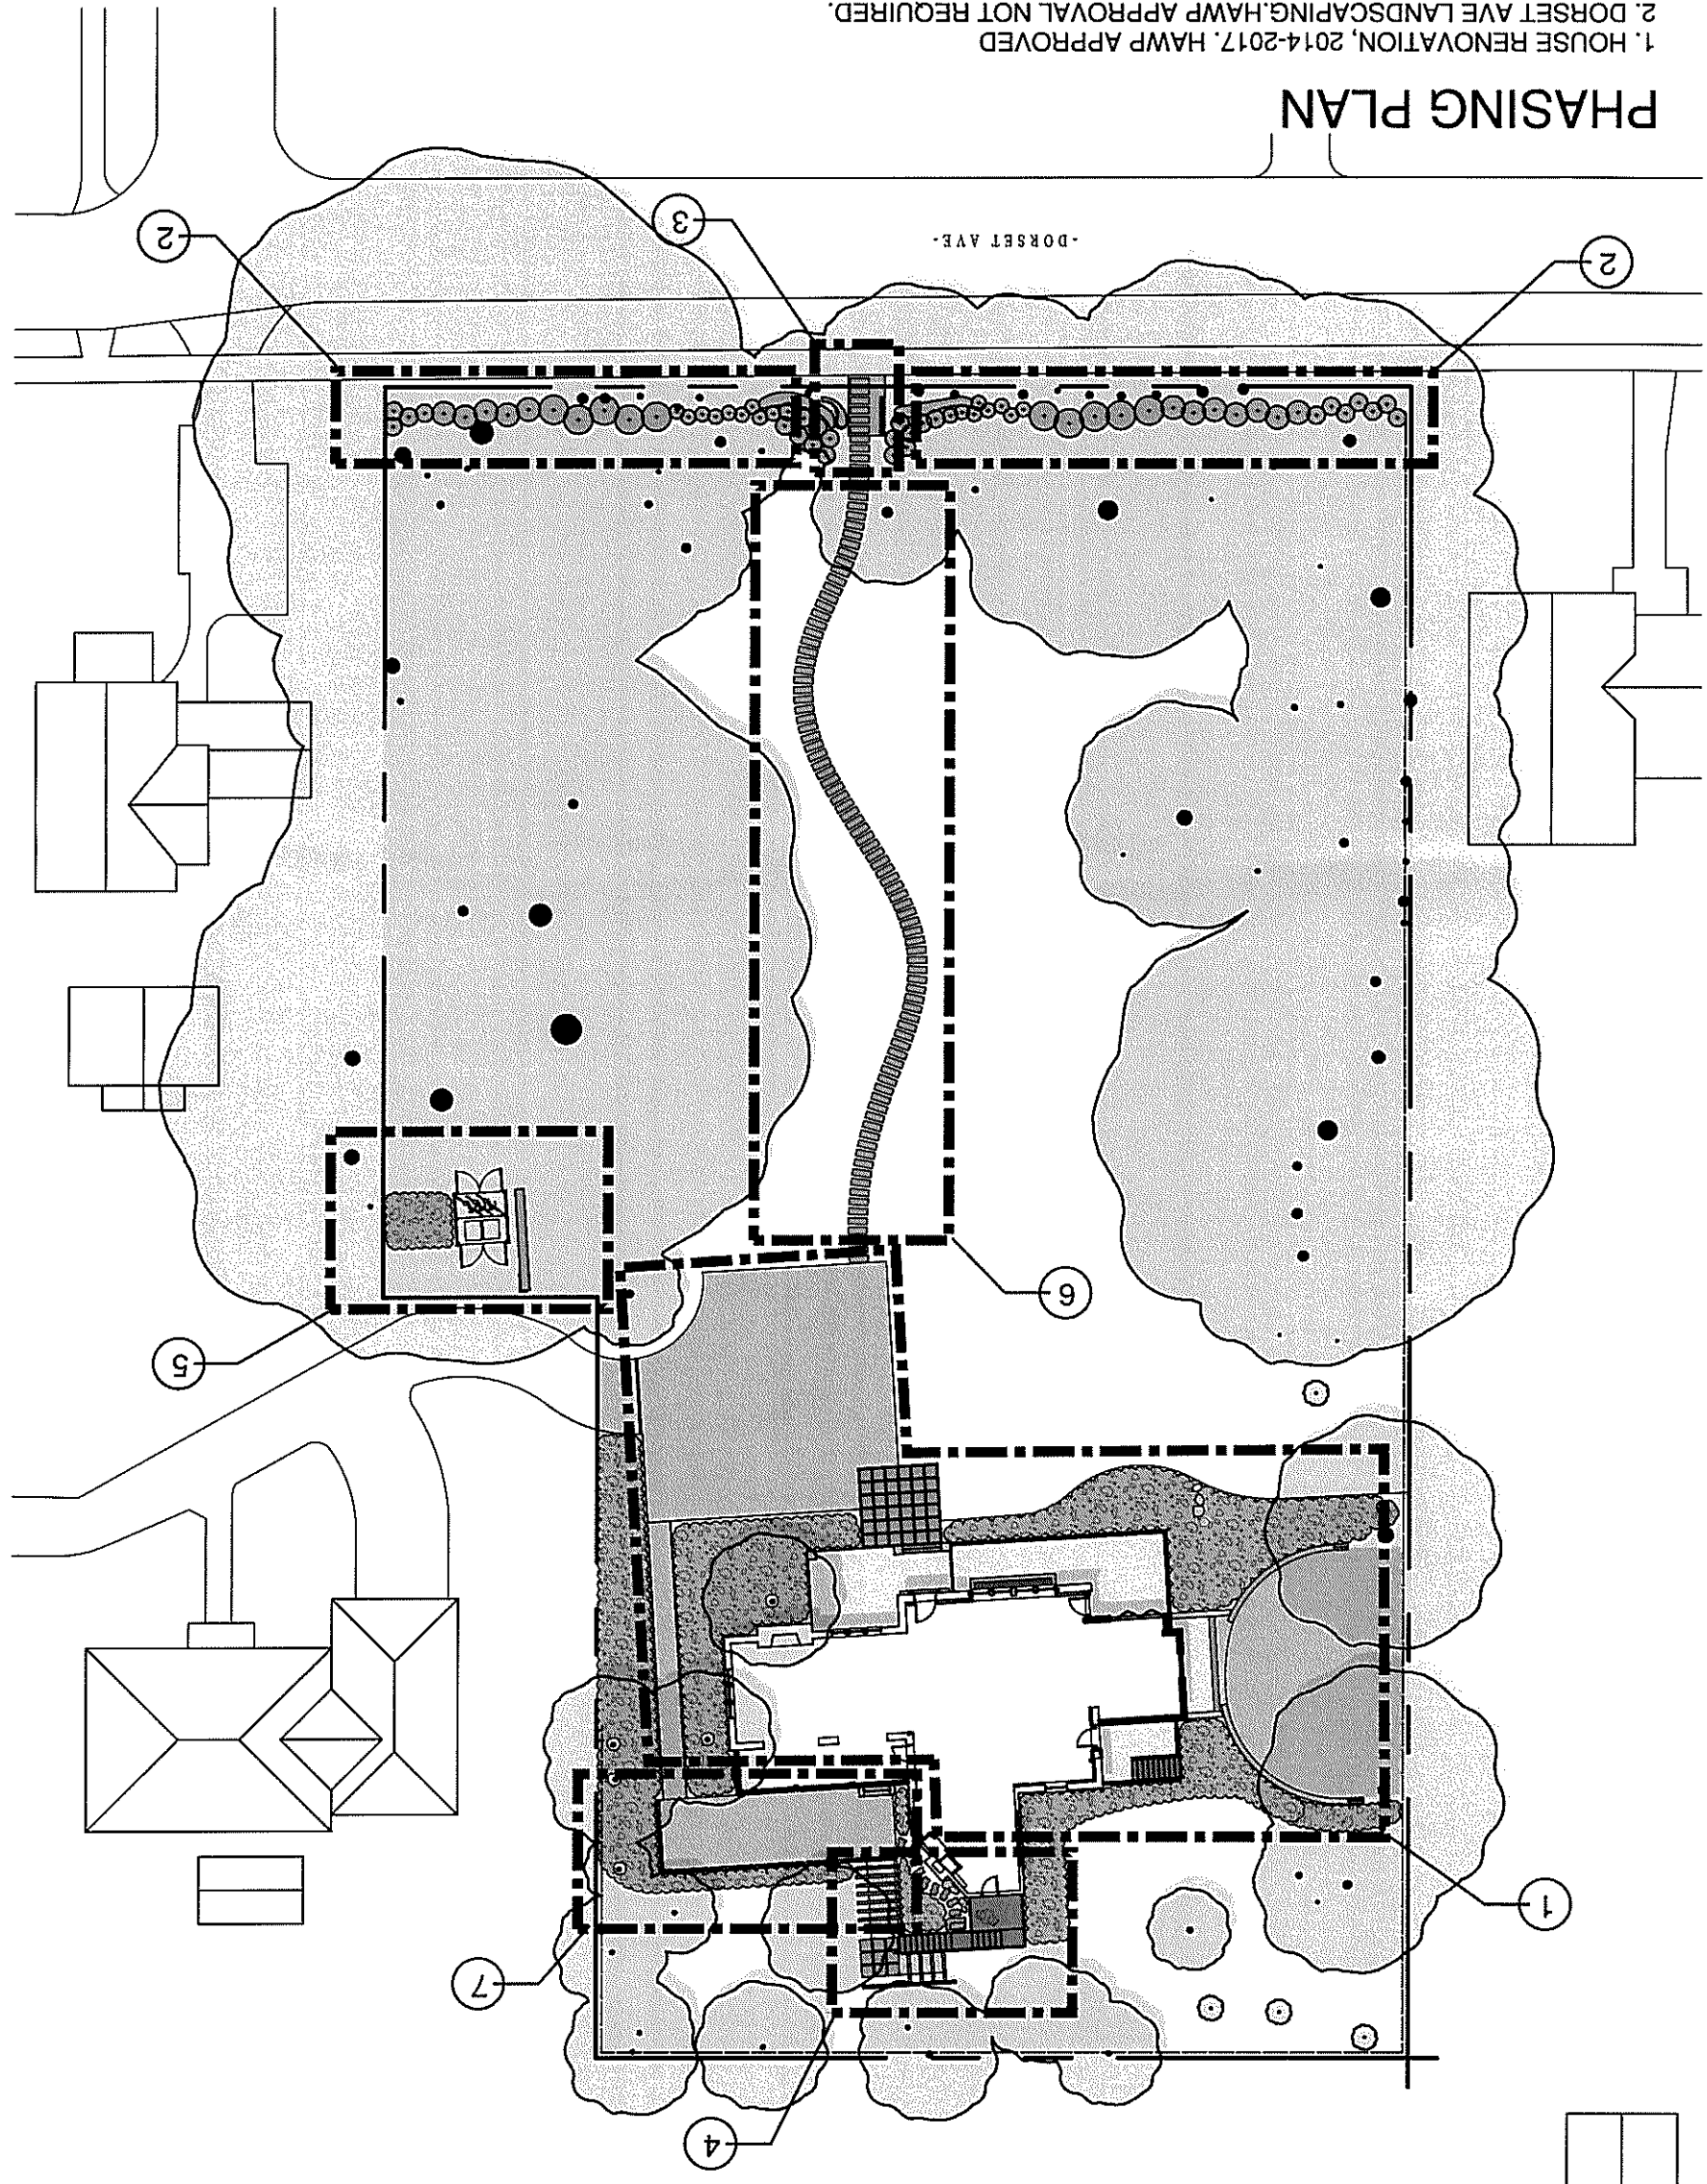 4
7
1
5
6
2
3
-DORSET AVE-
2
PHASING PLAN
1. HOUSE RENOVATION, 2014-2017. HAWP APPROVED
2. DORSET AVE LANDSCAPING.HAWP APPROVAL NOT REQUIRED.